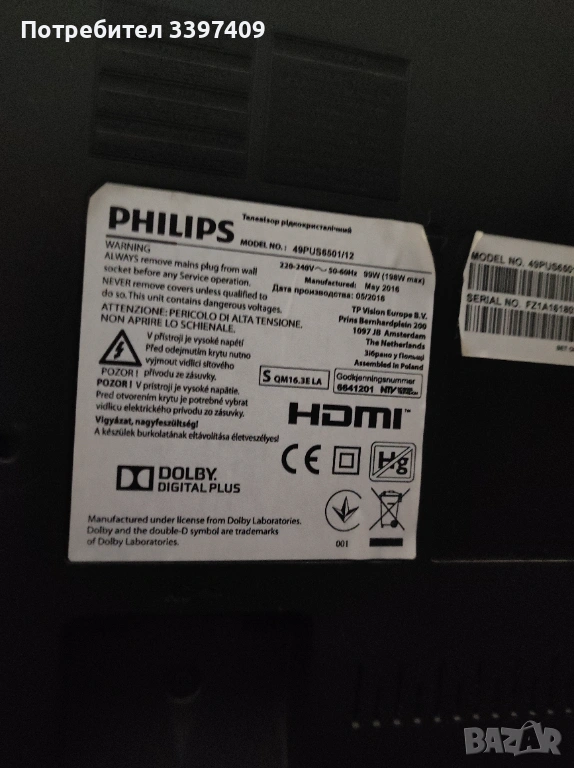 Потребител 3397409
PHILIPS
Телевізор рідкокристалічний
MODEL NO. : 49PUS6501/12
WARNING
ALWAYS remove mains plug from wall
socket before any Service operation.
NEVER remove covers unless qualified to
do so. This unit contains dangerous voltages.
ATTENZIONE: PERICOLO DI ALTA TENSIONE.
NON APRIRE LO SCHIENALE.
220-240V~ 50-60Hz 99W (198W max)
Manufactured: May 2016
Дата производства: 05/2016
TP Vision Europe B.V.
Prins Bernhardplein 200
1097 JB Amsterdam
The Netherlands
Зібрано у Польщі
Assembled in Poland
V přístroji je vysoké napětí
Před odejmutím krytu nutno
vyjmout vidlici síťového
POZOR! přívodu ze zásuvky.
POZOR! V prístroji je vysoké napätie.
Pred otvorením krytu je potrebné vybrať
vidlicu elektrického prívodu zo zásuvky.
Vigyázat, nagyfeszültség!
A készülek burkolatának eltávolítása életveszélyes!
S QM16.3E LA
Godkjenningsnummer
6641201
HDMI™
CE
Hg
DOLBY.
DIGITAL PLUS
Manufactured under license from Dolby Laboratories.
Dolby and the double-D symbol are trademarks
of Dolby Laboratories.
001
MODEL NO. 49PUS650
SERIAL NO. FZ1A16180
BAZAR